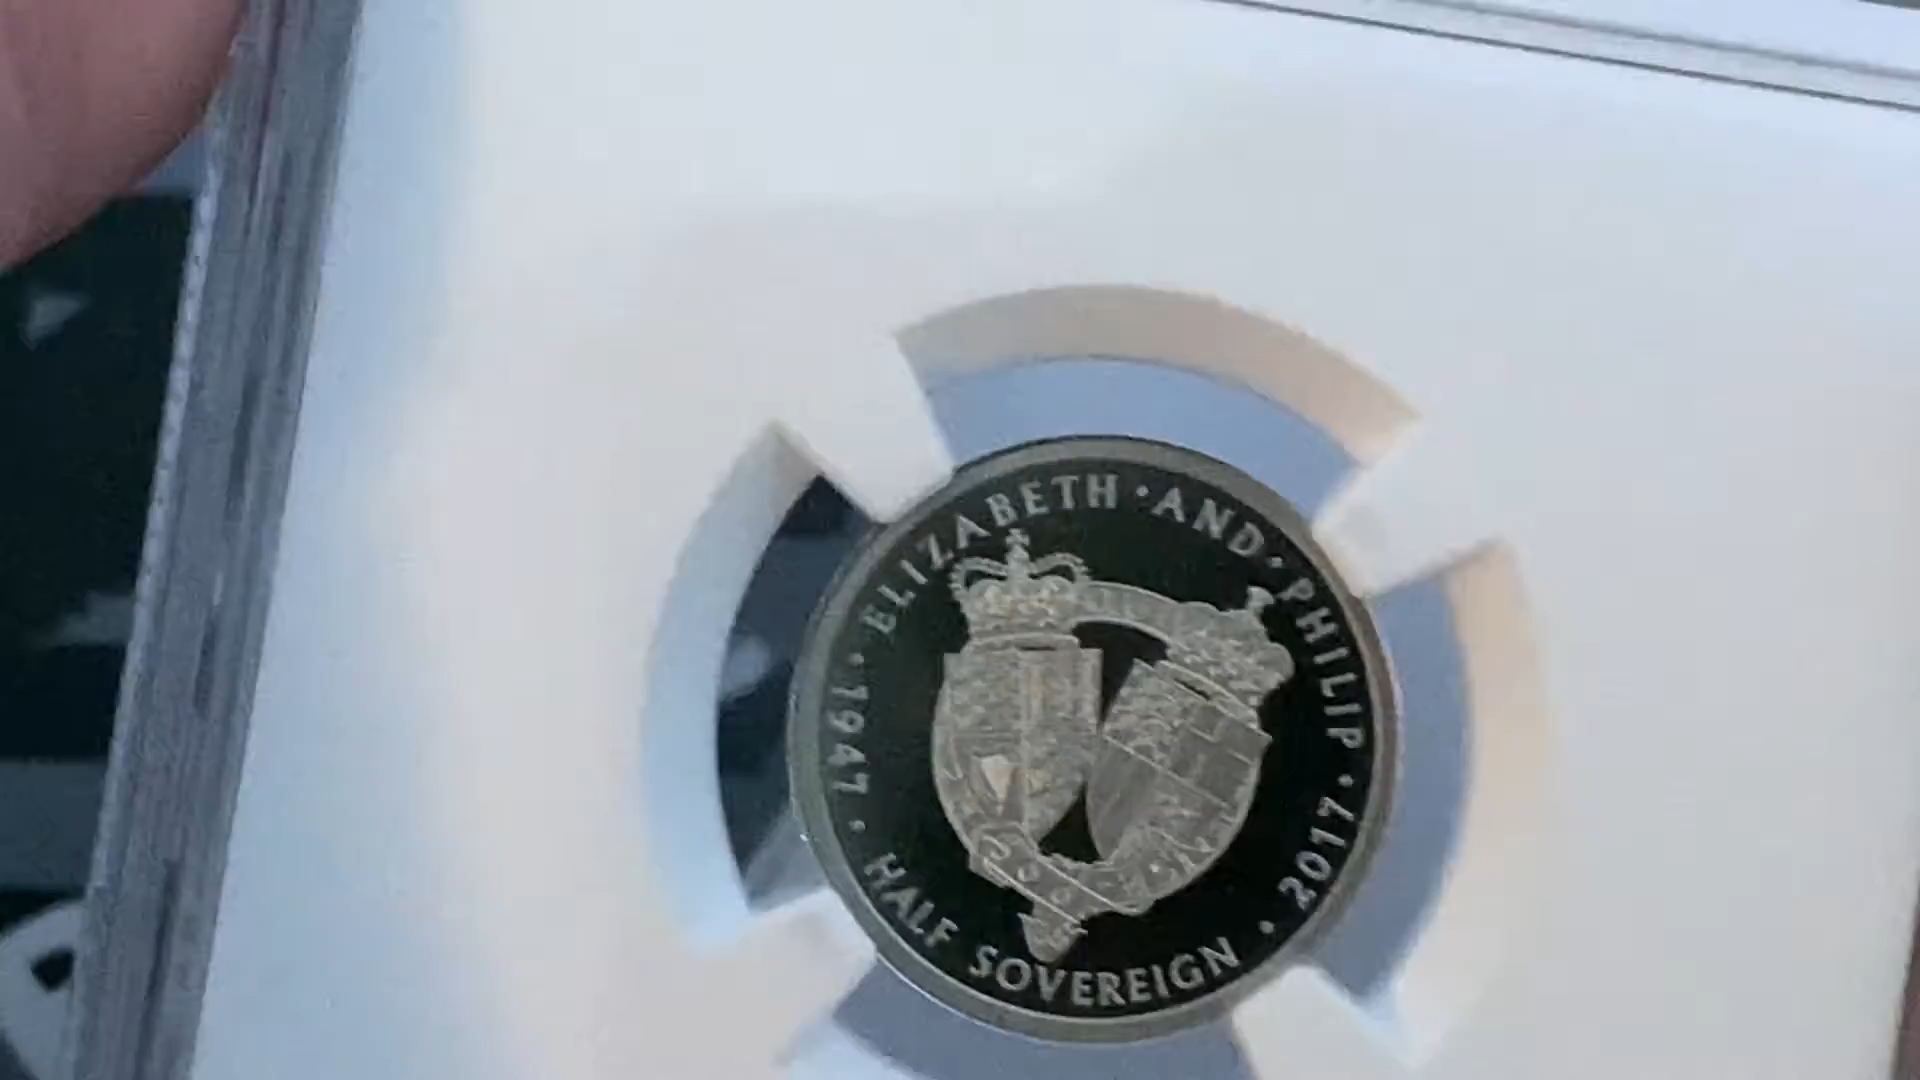 1947 · ELIZABETH · AND · PHILIP · 2017 ·
HALF SOVEREIGN